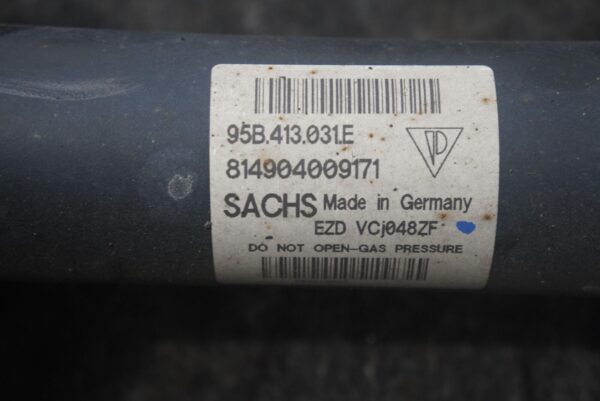 95B.413.031.E
814904009171
SACHS Made in Germany
EZD VCj048ZF
DO NOT OPEN-GAS PRESSURE